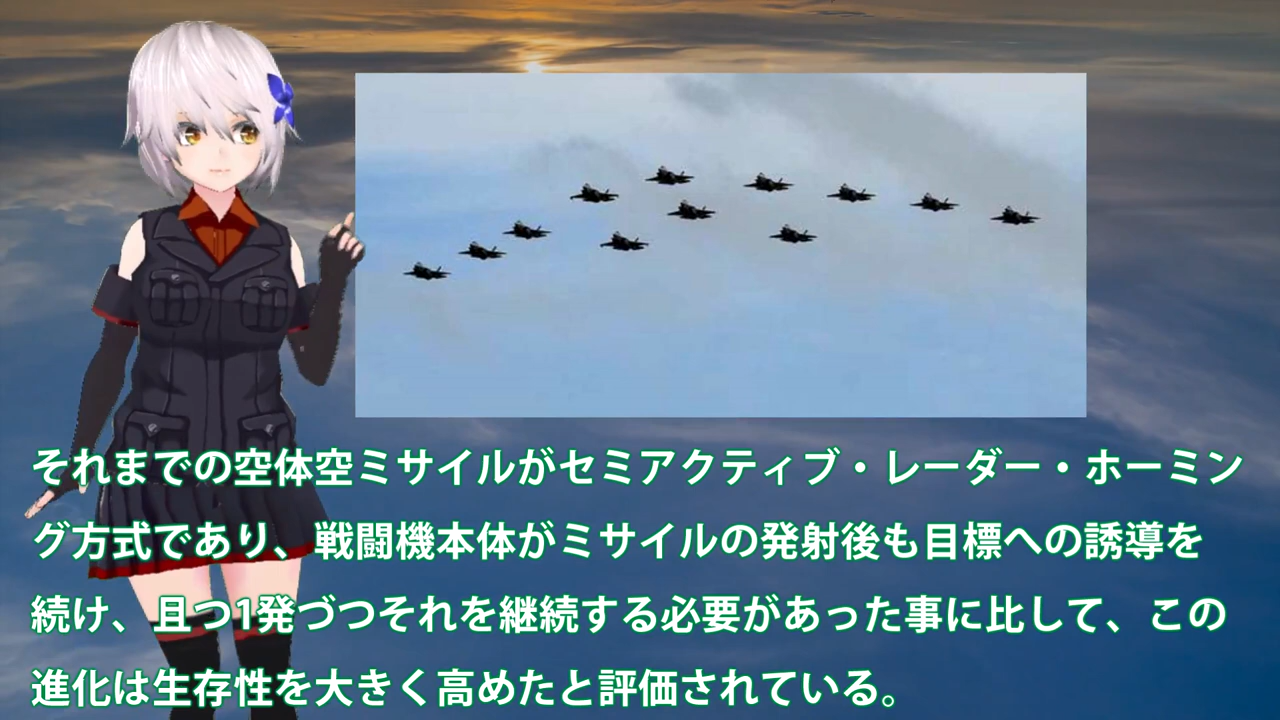 それまでの空体空ミサイルがセミアクティブ・レーダー・ホーミン
グ方式であり、戦闘機本体がミサイルの発射後も目標への誘導を
続け、且つ1発づつそれを継続する必要があった事に比して、この
進化は生存性を大きく高めたと評価されている。